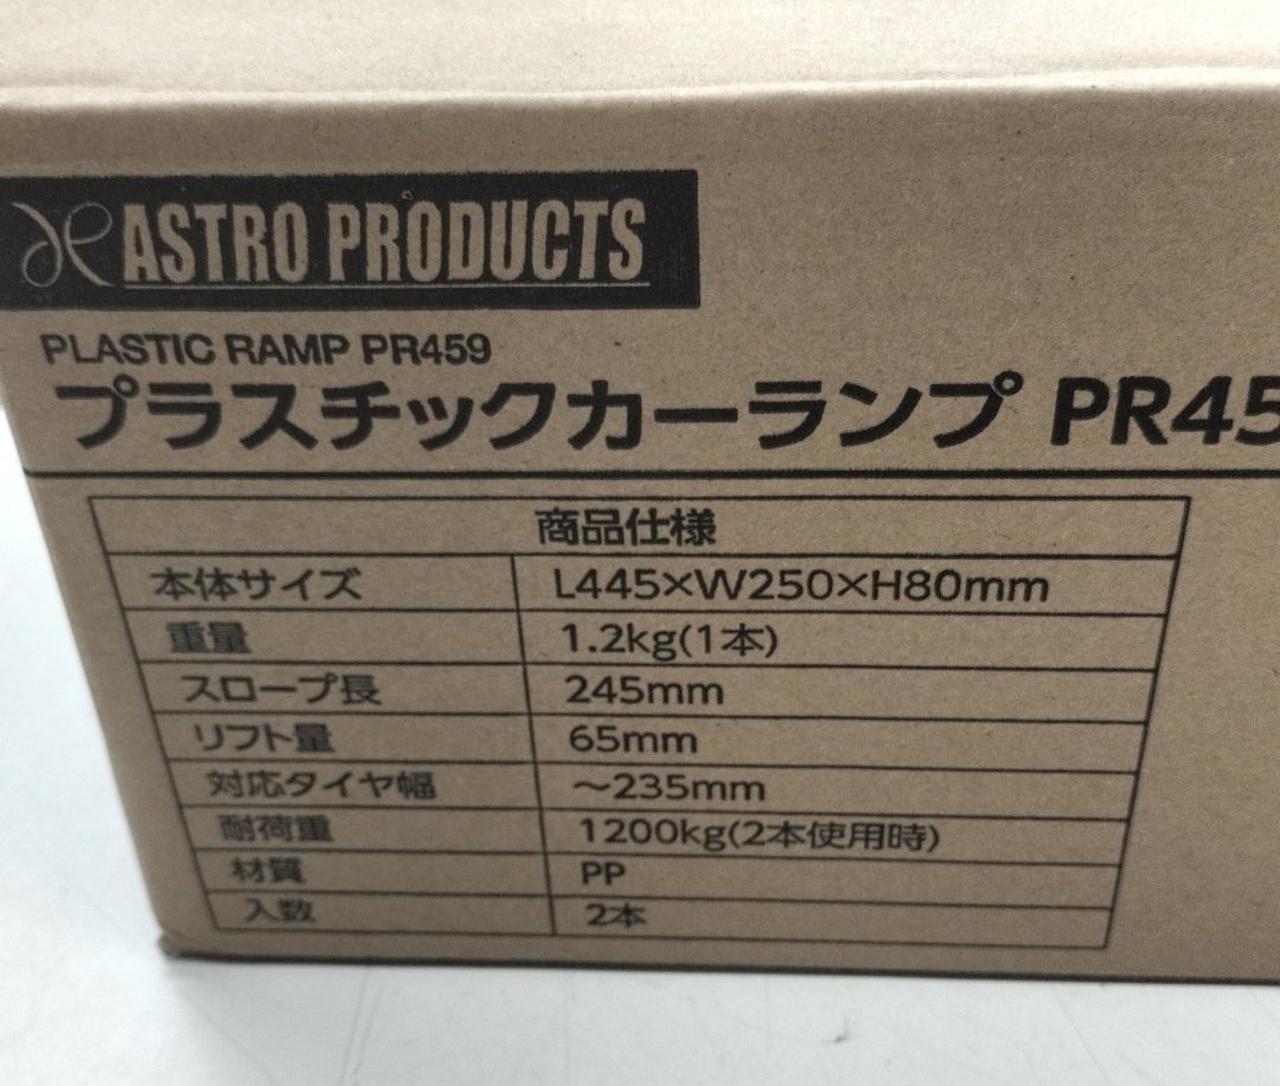 ASTRO PRODUCTS
PLASTIC RAMP PR459
プラスチックカーランプ PR45
商品仕様
本体サイズ L445×W250×H80mm
重量 1.2kg(1本)
スロープ長 245mm
リフト量 65mm
対応タイヤ幅 ～235mm
耐荷重 1200kg(2本使用時)
材質 PP
入数 2本